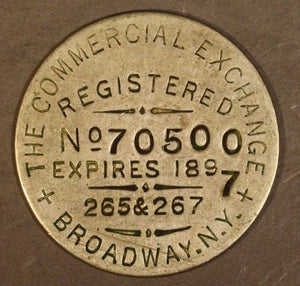 THE COMMERCIAL EXCHANGE
REGISTERED
No 70500
EXPIRES 1897
265 & 267
BROADWAY. N.Y.